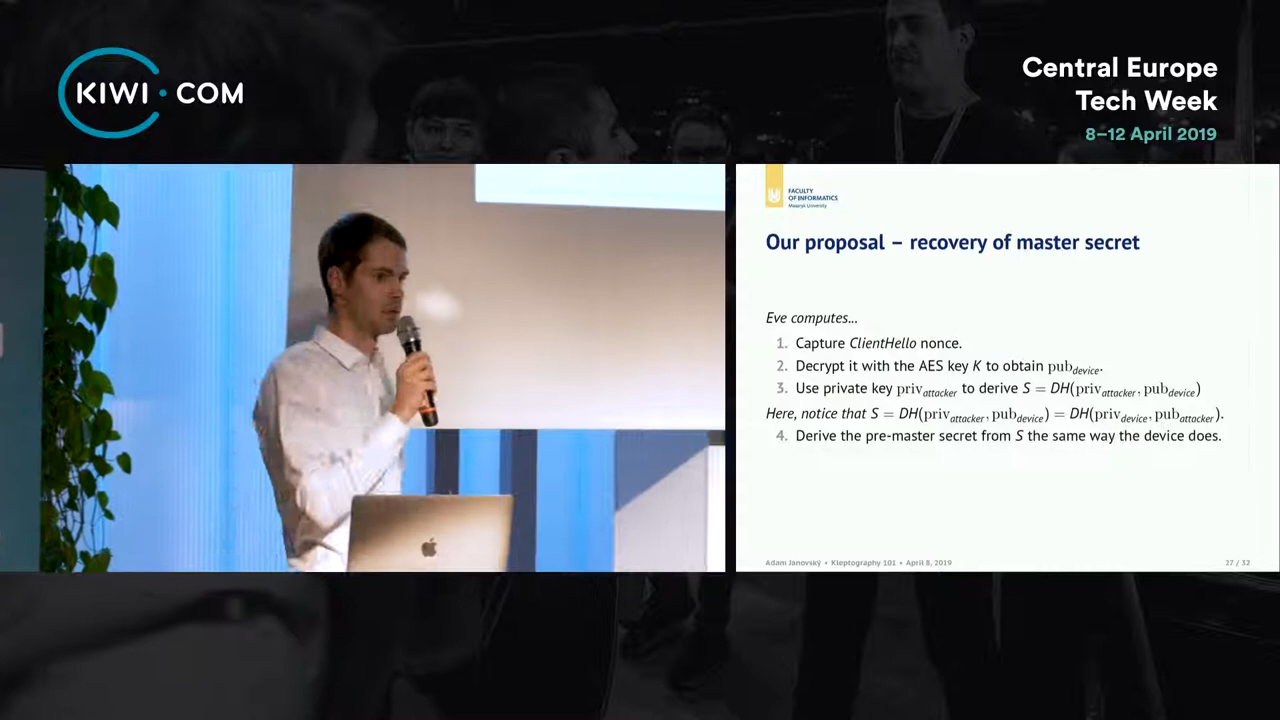 KIWI.COM
Central Europe
Tech Week
8–12 April 2019
FACULTY
OF INFORMATICS
Masaryk University
Our proposal – recovery of master secret
Eve computes...
1. Capture ClientHello nonce.
2. Decrypt it with the AES key K to obtain pub_device.
3. Use private key priv_attacker to derive S = DH(priv_attacker, pub_device)
Here, notice that S = DH(priv_attacker, pub_device) = DH(priv_device, pub_attacker).
4. Derive the pre-master secret from S the same way the device does.
Adam Janovský • Kleptography 101 • April 8, 2019
27 / 32